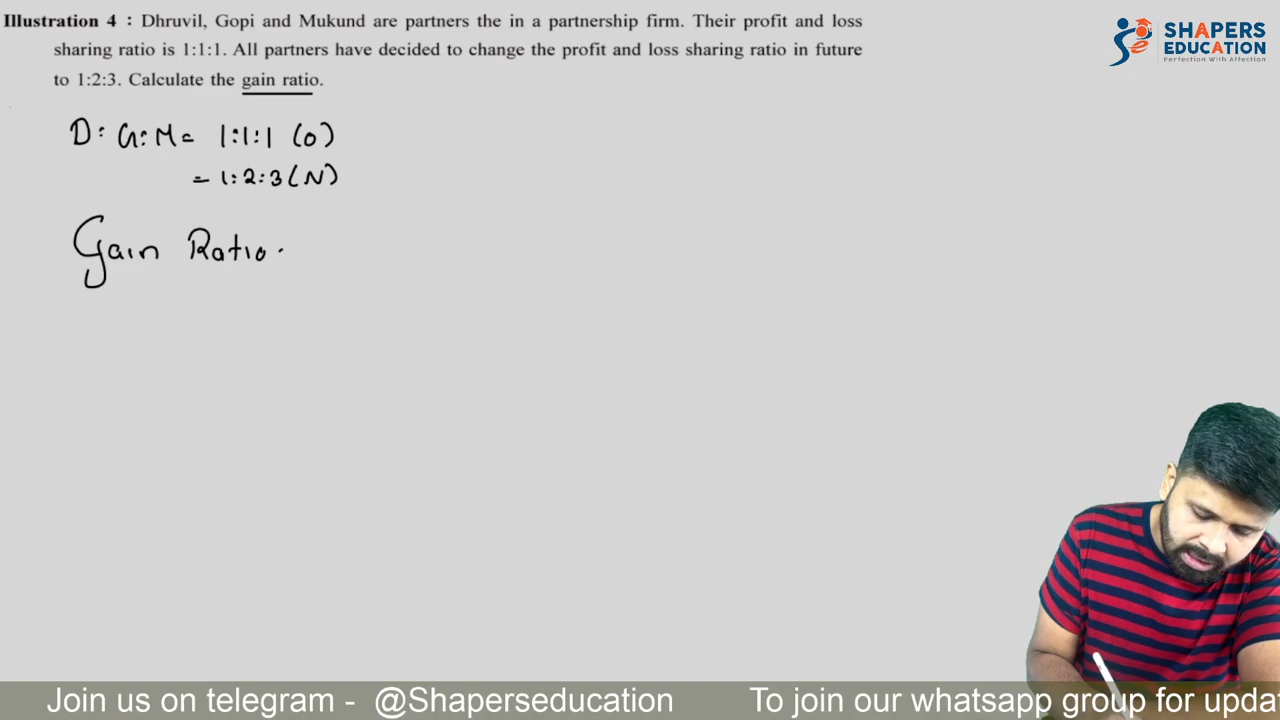 Illustration 4 : Dhruvil, Gopi and Mukund are partners the in a partnership firm. Their profit and loss
sharing ratio is 1:1:1. All partners have decided to change the profit and loss sharing ratio in future
to 1:2:3. Calculate the gain ratio.
SHAPERS
EDUCATION
Perfection With Affection
D: G: M = 1:1:1 (O)
= 1:2:3 (N)
Gain Ratio.
Join us on telegram - @Shaperseducation To join our whatsapp group for upda